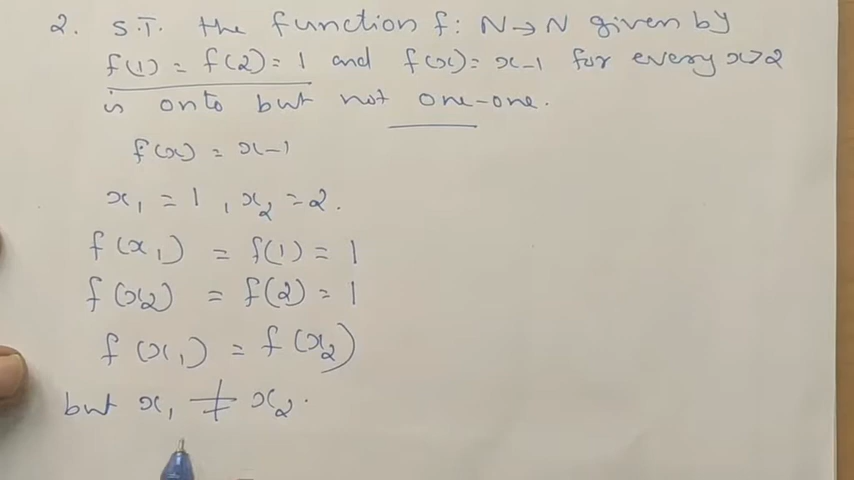 2. S.T. the function f: N→N given by
f(1) = f(2) = 1 and f(x) = x-1 for every x>2
is onto but not one-one.
f(x) = x-1
x₁ = 1, x₂ = 2.
f(x₁) = f(1) = 1
f(x₂) = f(2) = 1
f(x₁) = f(x₂)
but x₁ ≠ x₂.